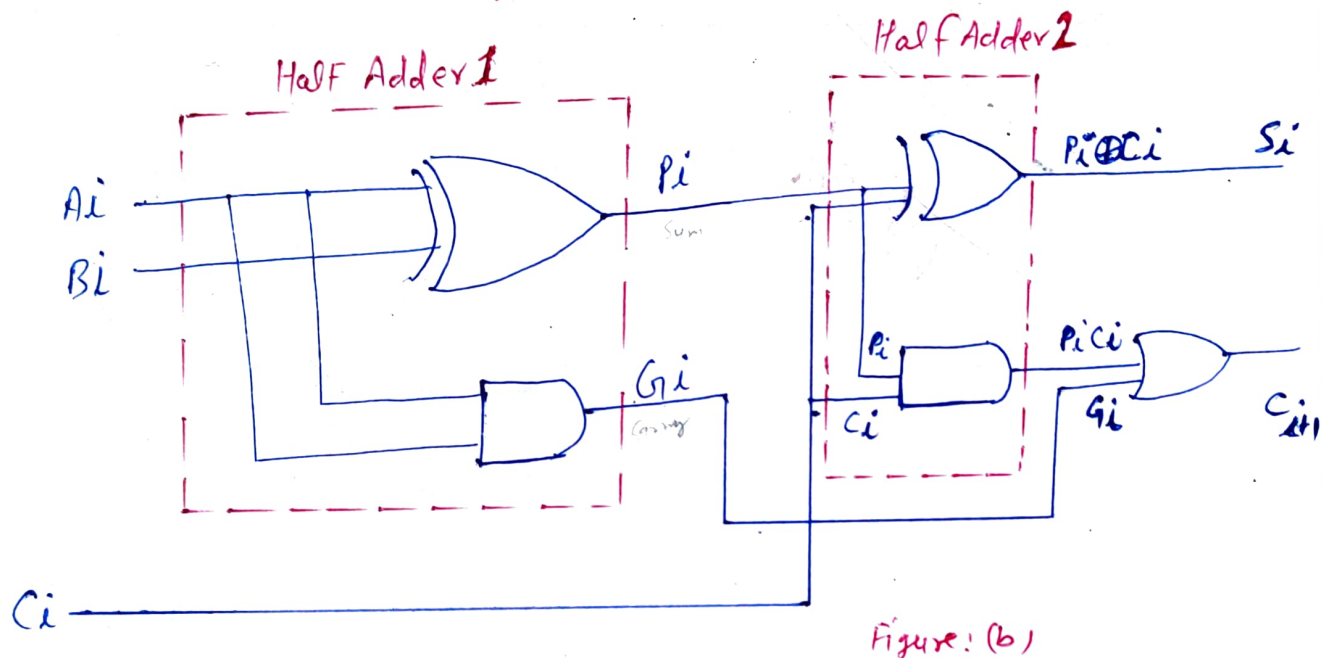 Half Adder 1
Half Adder 2
Ai
Bi
Pi
Sum
Pi⊕Ci
Si
Gi
Carry
Pi
Ci
PiCi
Gi
Ci+1
Ci
Figure: (b)